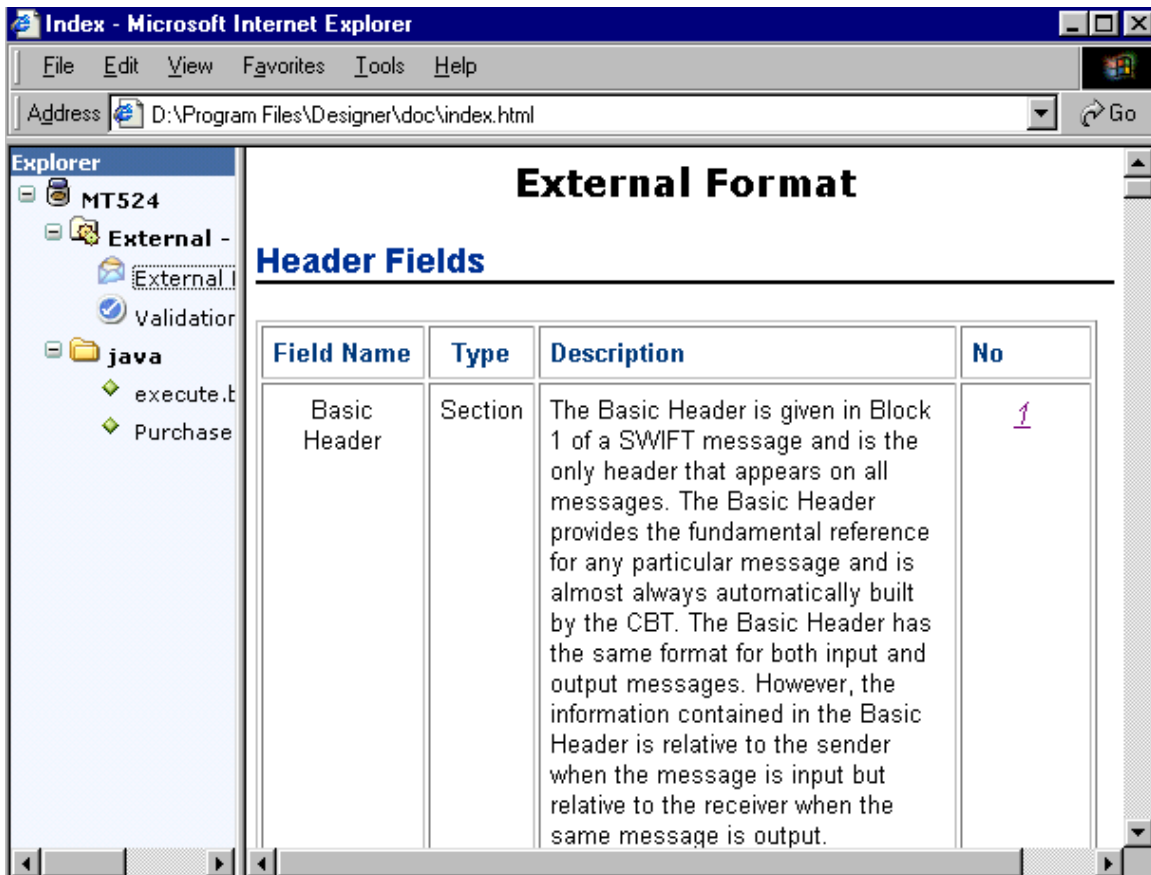 Index - Microsoft Internet Explorer
File Edit View Favorites Tools Help
Address D:\Program Files\Designer\doc\index.html Go
Explorer
MT524
External -
External
Validation
java
execute.b
Purchase
External Format
Header Fields
Field Name Type Description No
Basic Header Section The Basic Header is given in Block 1
1 of a SWIFT message and is the
only header that appears on all
messages. The Basic Header
provides the fundamental reference
for any particular message and is
almost always automatically built
by the CBT. The Basic Header has
the same format for both input and
output messages. However, the
information contained in the Basic
Header is relative to the sender
when the message is input but
relative to the receiver when the
same message is output.